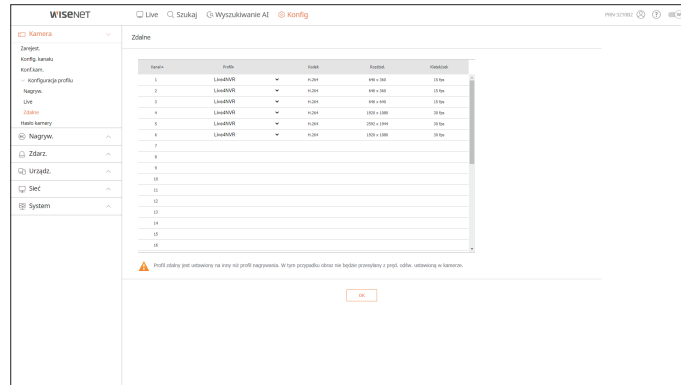 WISENET
Live Szukaj Wyszukiwanie AI Konfig
Kamera
Zdalne
Zarejest.
Konfig. kanału
Konf.kam.
Konfiguracja profilu
Nagryw.
Live
Zdalne
Hasło kamery
Nagryw.
Zdarz.
Urządz.
Sieć
System
Kanał Profile Kodek Rozdziel. Klatek/sek
1 Live4NVR H.264 640 x 360 15 fps
2 Live4NVR H.264 640 x 360 15 fps
3 Live4NVR H.264 640 x 640 15 fps
4 Live4NVR H.264 1920 x 1080 30 fps
5 Live4NVR H.264 2592 x 1944 30 fps
6 Live4NVR H.264 1920 x 1080 30 fps
7
8
9
10
11
12
13
14
15
16
Profil zdalny jest ustawiony na inny niż profil nagrywania. W tym przypadku obraz nie będzie przesyłany z pręd. odtw. ustawioną w kamerze.
OK